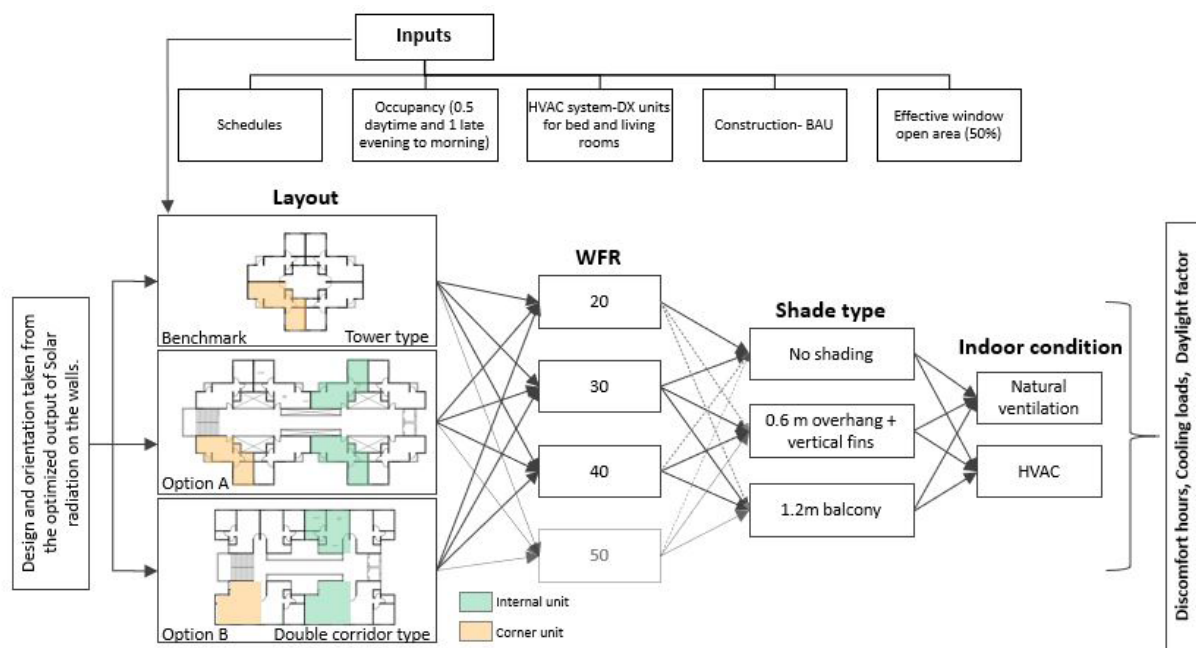 Inputs
Schedules
Occupancy (0.5
daytime and 1 late
evening to morning)
HVAC system-DX units
for bed and living
rooms
Construction- BAU
Effective window
open area (50%)
Design and orientation taken from
the optimized output of Solar
radiation on the walls.
Layout
Benchmark
Tower type
Option A
Option B
Double corridor type
WFR
20
30
40
50
Internal unit
Corner unit
Shade type
No shading
0.6 m overhang +
vertical fins
1.2m balcony
Indoor condition
Natural
ventilation
HVAC
Discomfort hours, Cooling loads, Daylight factor